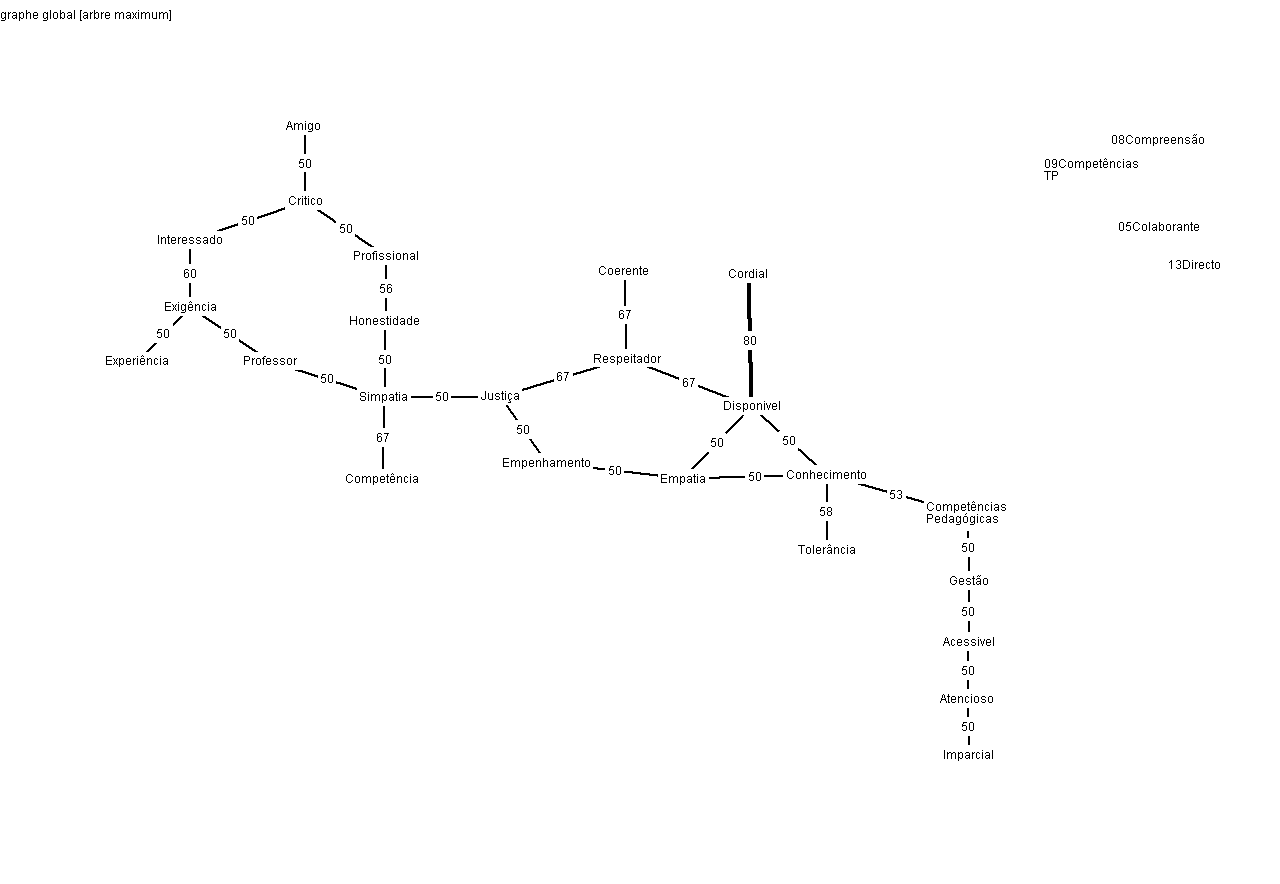 graphe global [arbre maximum]
Amigo
08Compreensão
50
09Competências
TP
Critico
50
50
05Colaborante
Interessado
Profissional
13Directo
60
56
Coerente
Cordial
Exigência
Honestidade
67
50
50
50
80
Experiência
Professor
Respeitador
50
67
67
Simpatia
50
Justiça
Disponivel
67
50
50
50
Competência
Empenhamento
50
Empatia
50
Conhecimento
53
58
Competências
Pedagógicas
Tolerância
50
Gestão
50
Acessivel
50
Atencioso
50
Imparcial